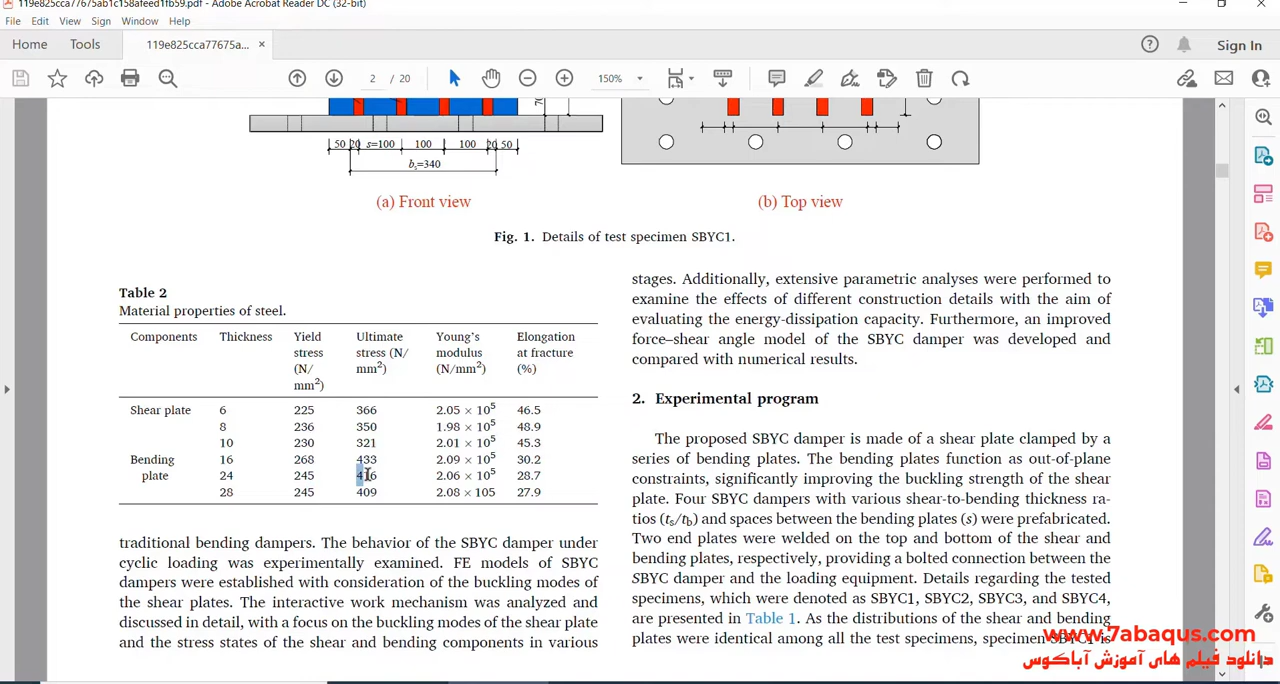 119e825cca77675a1c158afeed1fb59.pdf - Adobe Acrobat Reader DC (32-bit)
File Edit View Sign Window Help
Home Tools 119e825cca77675a... × Sign In
2 / 20 150%
50 20 s=100 100 100 20 50
bs=340
(a) Front view (b) Top view
Fig. 1. Details of test specimen SBYC1.
Table 2
Material properties of steel.
Components Thickness Yield stress (N/mm²) Ultimate stress (N/mm²) Young's modulus (N/mm²) Elongation at fracture (%)
Shear plate 6 225 366 2.05 × 10⁵ 46.5
8 236 350 1.98 × 10⁵ 48.9
10 230 321 2.01 × 10⁵ 45.3
Bending 16 268 433 2.09 × 10⁵ 30.2
plate 24 245 2.06 × 10⁵ 28.7
28 245 409 2.08 × 105 27.9
traditional bending dampers. The behavior of the SBYC damper under
cyclic loading was experimentally examined. FE models of SBYC
dampers were established with consideration of the buckling modes of
the shear plates. The interactive work mechanism was analyzed and
discussed in detail, with a focus on the buckling modes of the shear plate
and the stress states of the shear and bending components in various
stages. Additionally, extensive parametric analyses were performed to
examine the effects of different construction details with the aim of
evaluating the energy-dissipation capacity. Furthermore, an improved
force–shear angle model of the SBYC damper was developed and
compared with numerical results.
2. Experimental program
The proposed SBYC damper is made of a shear plate clamped by a
series of bending plates. The bending plates function as out-of-plane
constraints, significantly improving the buckling strength of the shear
plate. Four SBYC dampers with various shear-to-bending thickness ra-
tios (ts/tb) and spaces between the bending plates (s) were prefabricated.
Two end plates were welded on the top and bottom of the shear and
bending plates, respectively, providing a bolted connection between the
SBYC damper and the loading equipment. Details regarding the tested
specimens, which were denoted as SBYC1, SBYC2, SBYC3, and SBYC4,
are presented in Table 1. As the distributions of the shear and bending
plates were identical among all the test specimens, specimen SBYC1 is
www.7abaqus.com
دانلود فیلم های آموزش آباکوس